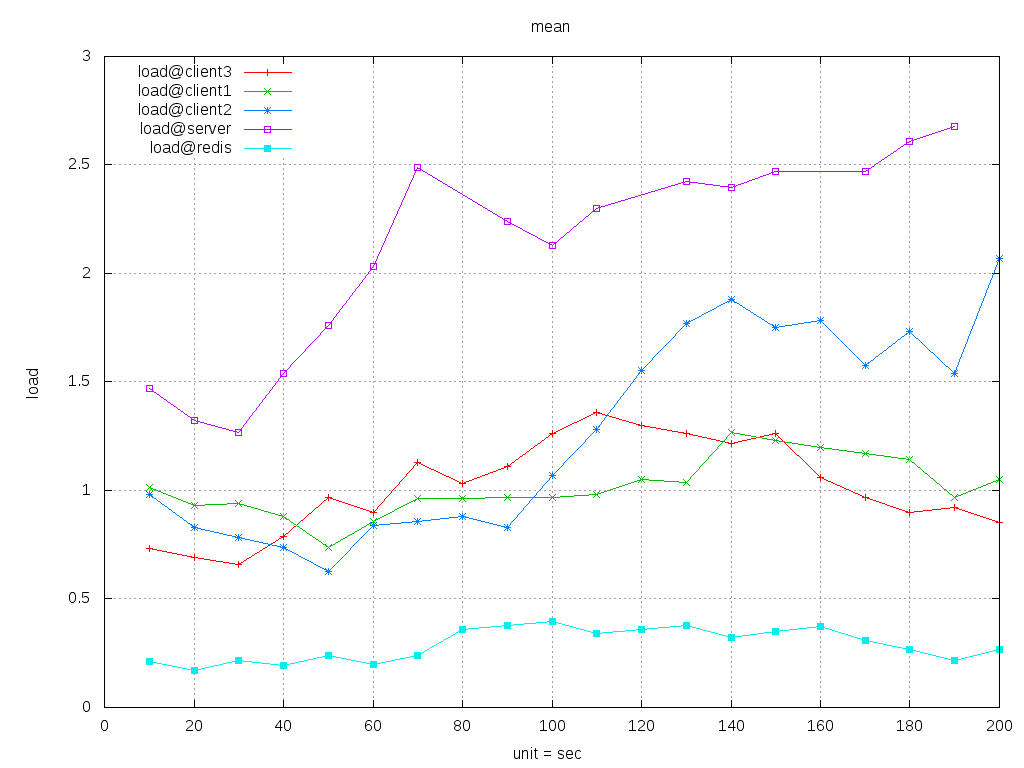 mean
3
2.5
2
1.5
1
0.5
0
load
load@client3
load@client1
load@client2
load@server
load@redis
0 20 40 60 80 100 120 140 160 180 200
unit = sec